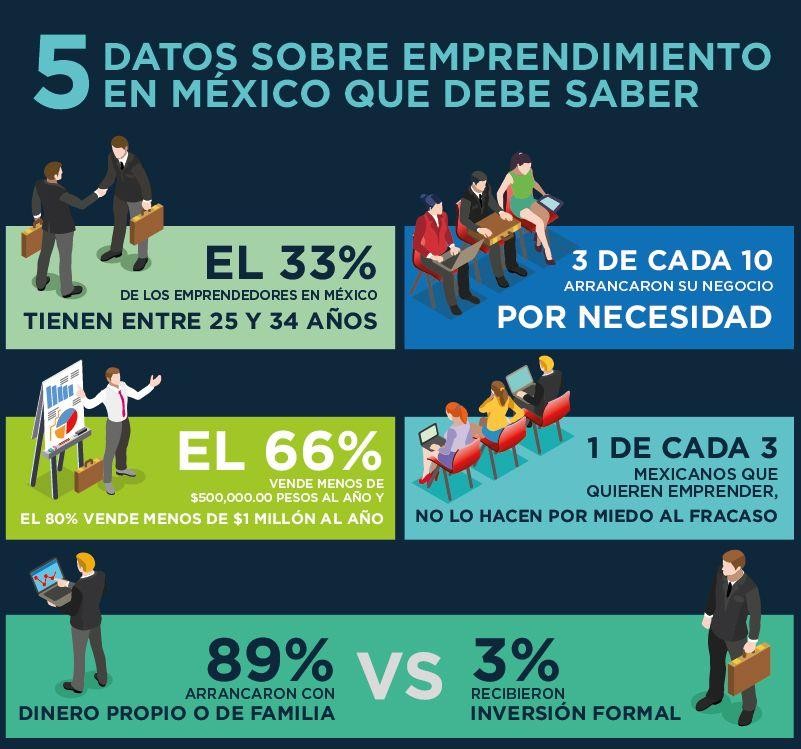 5 DATOS SOBRE EMPRENDIMIENTO
EN MÉXICO QUE DEBE SABER
EL 33%
DE LOS EMPRENDEDORES EN MÉXICO
TIENEN ENTRE 25 Y 34 AÑOS
3 DE CADA 10
ARRANCARON SU NEGOCIO
POR NECESIDAD
EL 66%
VENDE MENOS DE
$500,000.00 PESOS AL AÑO Y
EL 80% VENDE MENOS DE $1 MILLÓN AL AÑO
1 DE CADA 3
MEXICANOS QUE
QUIEREN EMPRENDER,
NO LO HACEN POR MIEDO AL FRACASO
89%
ARRANCARON CON
DINERO PROPIO O DE FAMILIA
VS
3%
RECIBIERON
INVERSIÓN FORMAL